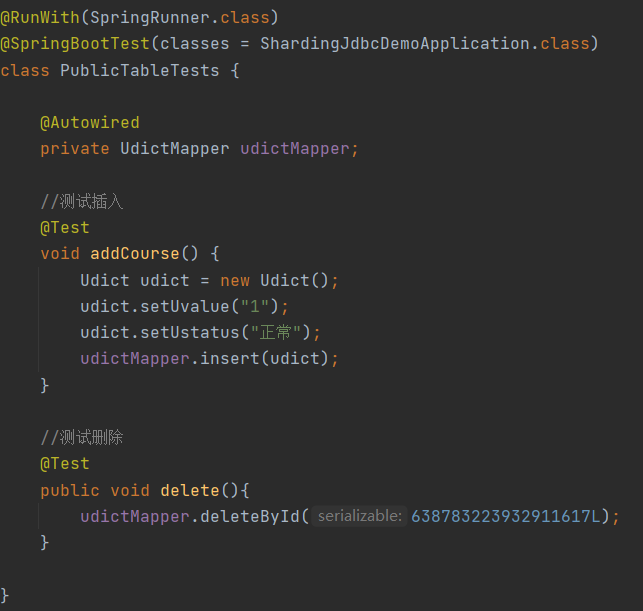 @RunWith(SpringRunner.class)
@SpringBootTest(classes = ShardingJdbcDemoApplication.class)
class PublicTableTests {
@Autowired
private UdictMapper udictMapper;
//测试插入
@Test
void addCourse() {
Udict udict = new Udict();
udict.setUvalue("1");
udict.setUstatus("正常");
udictMapper.insert(udict);
}
//测试删除
@Test
public void delete(){
udictMapper.deleteById( serializable: 638783223932911617L);
}
}